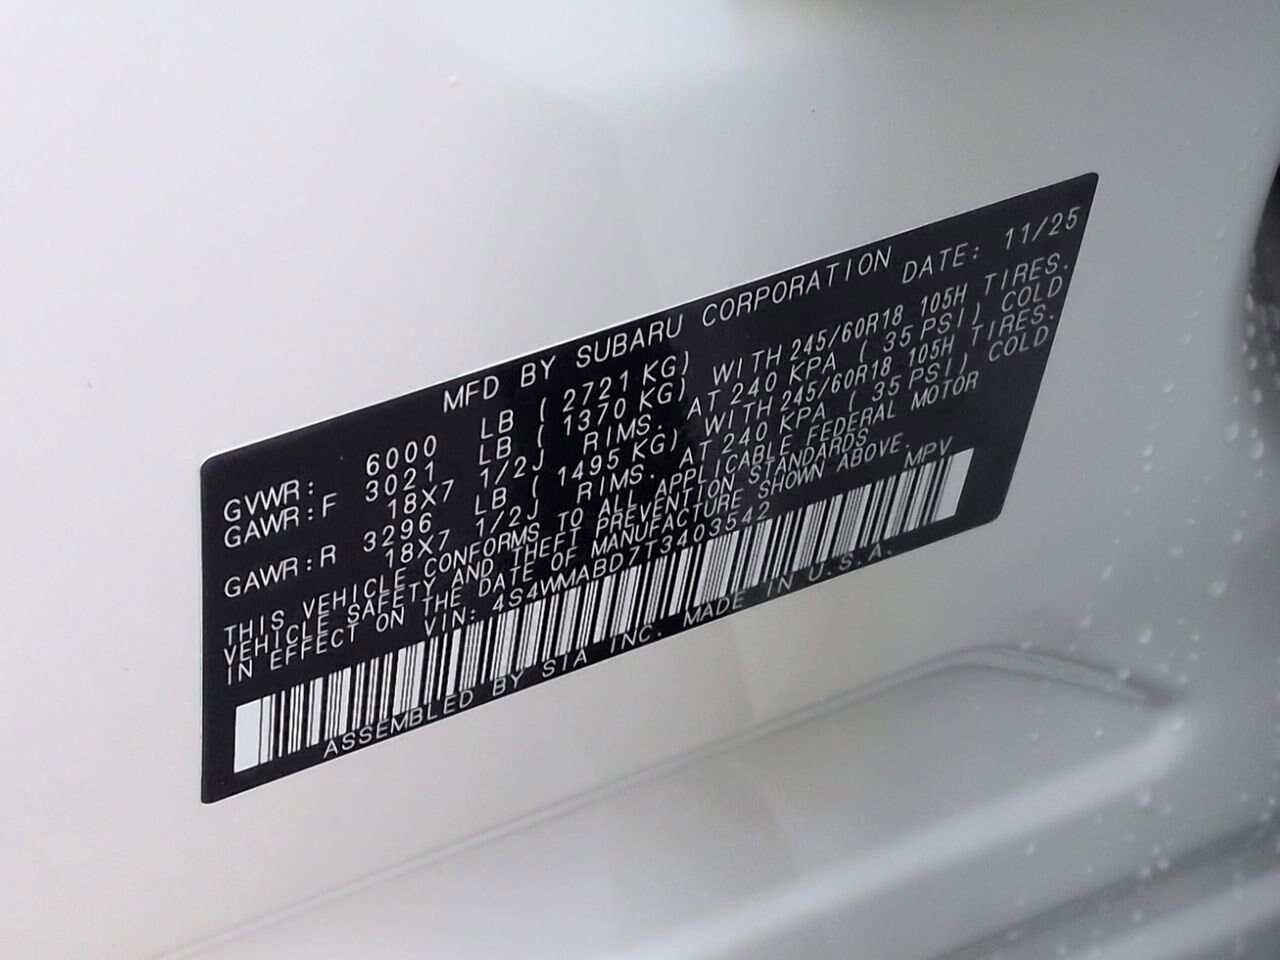 MFD BY SUBARU CORPORATION
DATE: 11/25
GVWR: 6000 LB ( 2721 KG)
GAWR:F 3021 LB ( 1370 KG) WITH 245/60R18 105H TIRES.
18X7 1/2J RIMS. AT 240 KPA ( 35 PSI) COLD
GAWR:R 3296 LB ( 1495 KG) WITH 245/60R18 105H TIRES.
18X7 1/2J RIMS. AT 240 KPA ( 35 PSI) COLD
THIS VEHICLE CONFORMS TO ALL APPLICABLE FEDERAL MOTOR
VEHICLE SAFETY AND THEFT PREVENTION STANDARDS
IN EFFECT ON THE DATE OF MANUFACTURE SHOWN ABOVE.
VIN: 4S4WMABD7T3403542 MPV
ASSEMBLED BY SIA INC. MADE IN U.S.A.